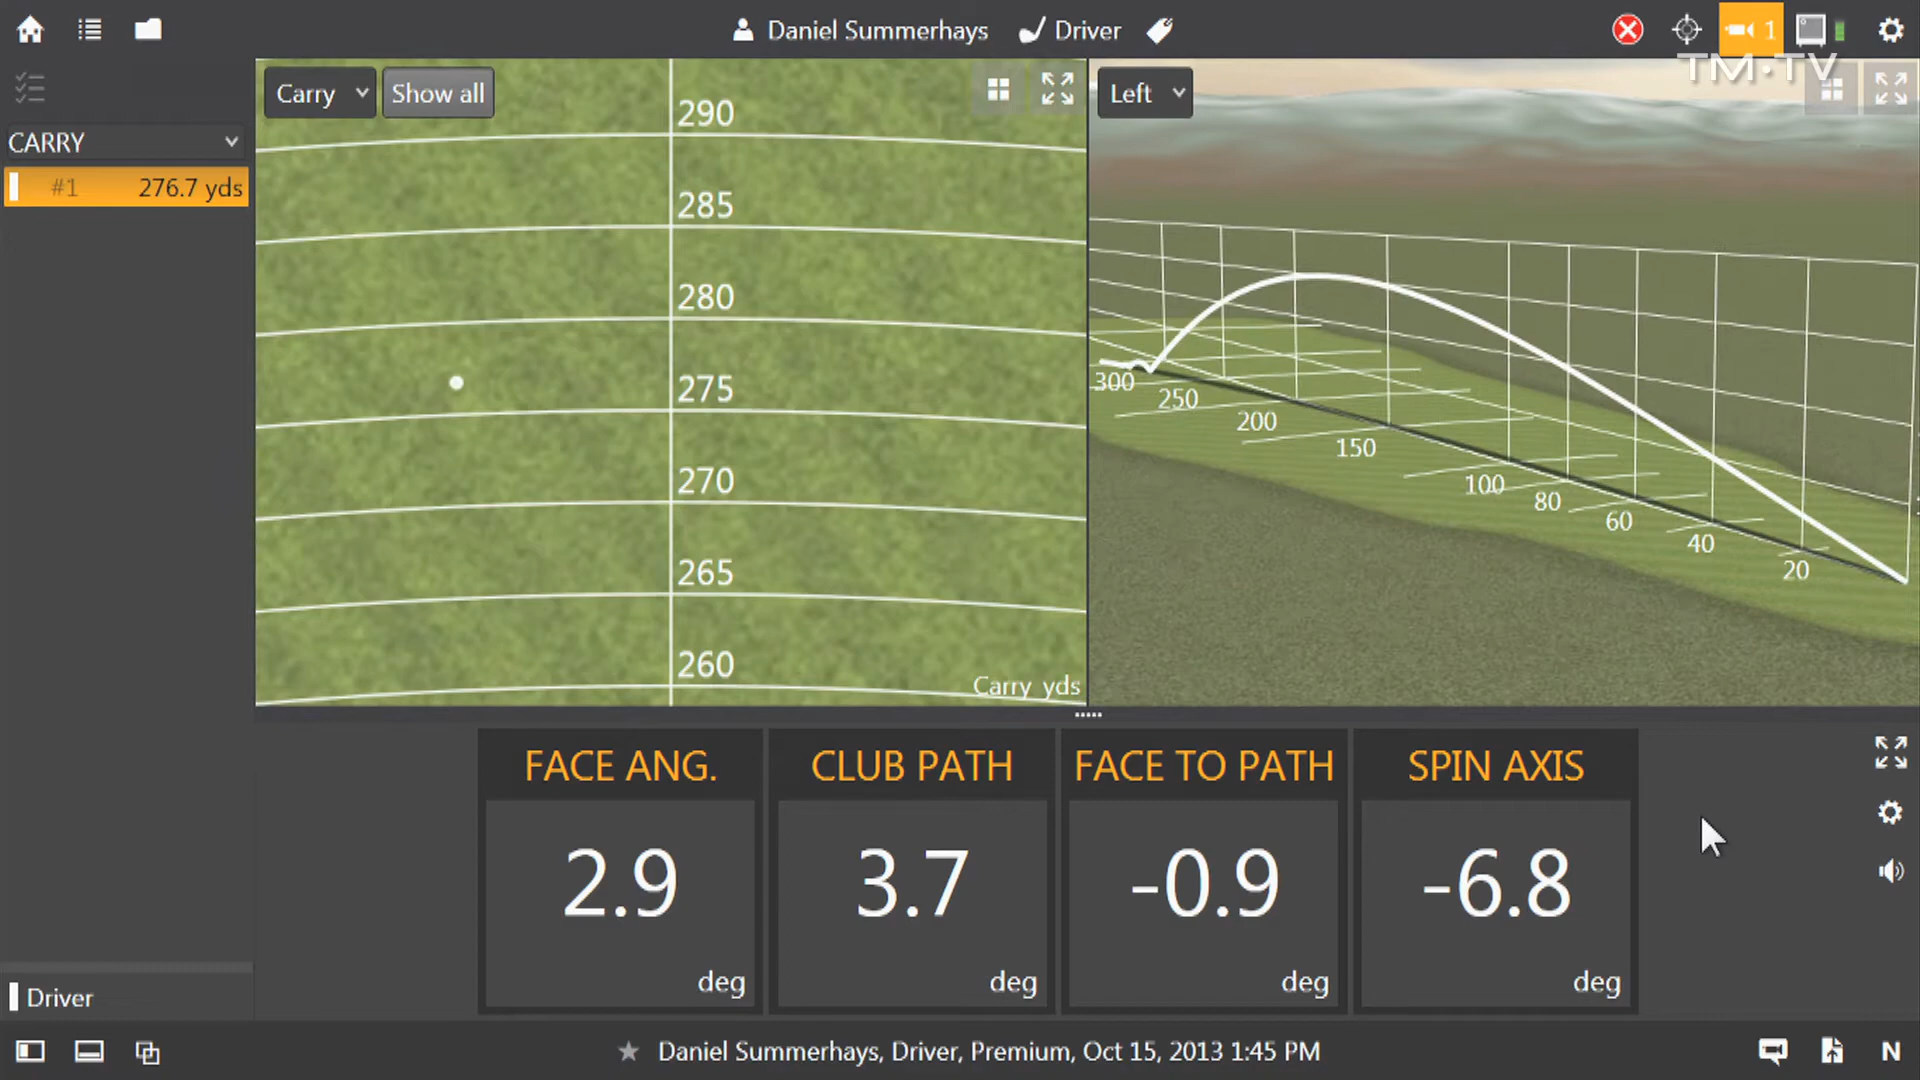 Daniel Summerhays
Driver
1
TM•TV
CARRY
#1 276.7 yds
Driver
Carry
Show all
290
285
280
275
270
265
260
Carry yds
Left
300
250
200
150
100
80
60
40
20
FACE ANG.
2.9
deg
CLUB PATH
3.7
deg
FACE TO PATH
-0.9
deg
SPIN AXIS
-6.8
deg
Daniel Summerhays, Driver, Premium, Oct 15, 2013 1:45 PM
N